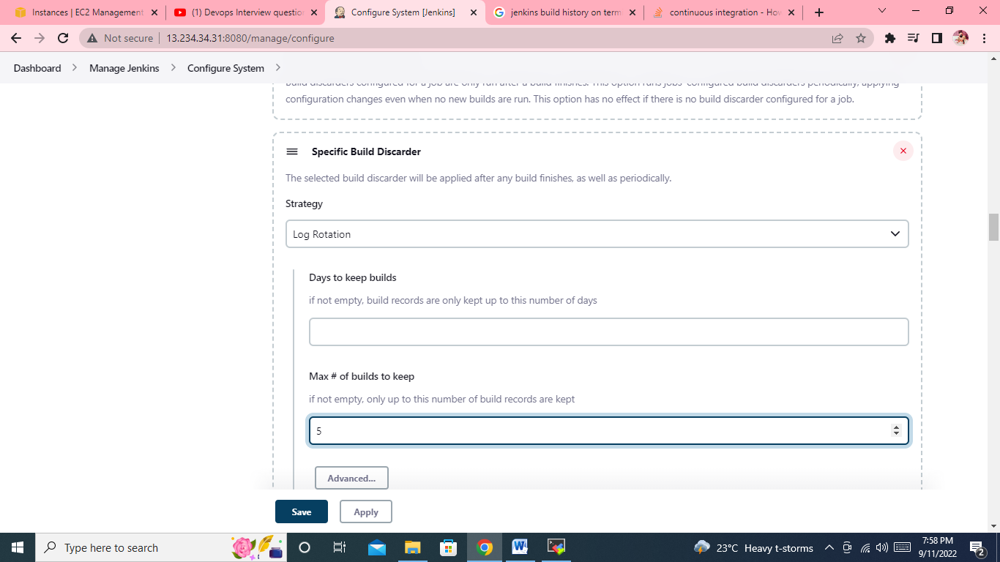 Instances | EC2 Management
(1) Devops Interview question
Configure System [Jenkins]
jenkins build history on term
continuous integration - How
Not secure
13.234.34.31:8080/manage/configure
Dashboard
Manage Jenkins
Configure System
Build discarders configured for a job are only run after a build finishes. This option runs jobs' configured build discarders periodically, applying
configuration changes even when no new builds are run. This option has no effect if there is no build discarder configured for a job.
Specific Build Discarder
The selected build discarder will be applied after any build finishes, as well as periodically.
Strategy
Log Rotation
Days to keep builds
if not empty, build records are only kept up to this number of days
Max # of builds to keep
if not empty, only up to this number of build records are kept
5
Advanced...
Save
Apply
Type here to search
23°C Heavy t-storms
7:58 PM
9/11/2022
2